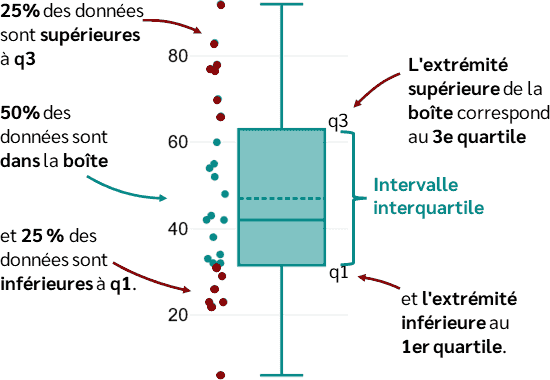 25% des données
sont supérieures
à q3
50% des
données sont
dans la boîte
et 25 % des
données sont
inférieures à q1.
80
60
40
20
q3
q1
L'extrémité
supérieure de la
boîte correspond
au 3e quartile
Intervalle
interquartile
et l'extrémité
inférieure au
1er quartile.